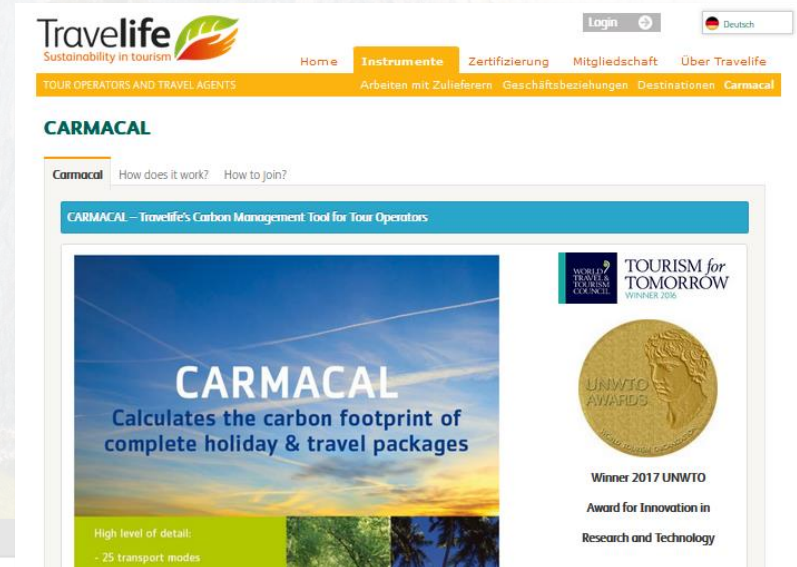 Travelife
Sustainability in tourism
Login
Deutsch
Home Instrumente Zertifizierung Mitgliedschaft Über Travelife
TOUR OPERATORS AND TRAVEL AGENTS
Arbeiten mit Zulieferern Geschäftsbeziehungen Destinationen Carmacal
CARMACAL
Carmacal How does it work? How to join?
CARMACAL – Travelife's Carbon Management Tool for Tour Operators
CARMACAL
Calculates the carbon footprint of
complete holiday & travel packages
High level of detail:
- 25 transport modes
WORLD
TRAVEL &
TOURISM
COUNCIL
TOURISM for
TOMORROW
WINNER 2016
UNWTO
AWARDS
WORLD TOURISM ORGANIZATION
Winner 2017 UNWTO
Award for Innovation in
Research and Technology